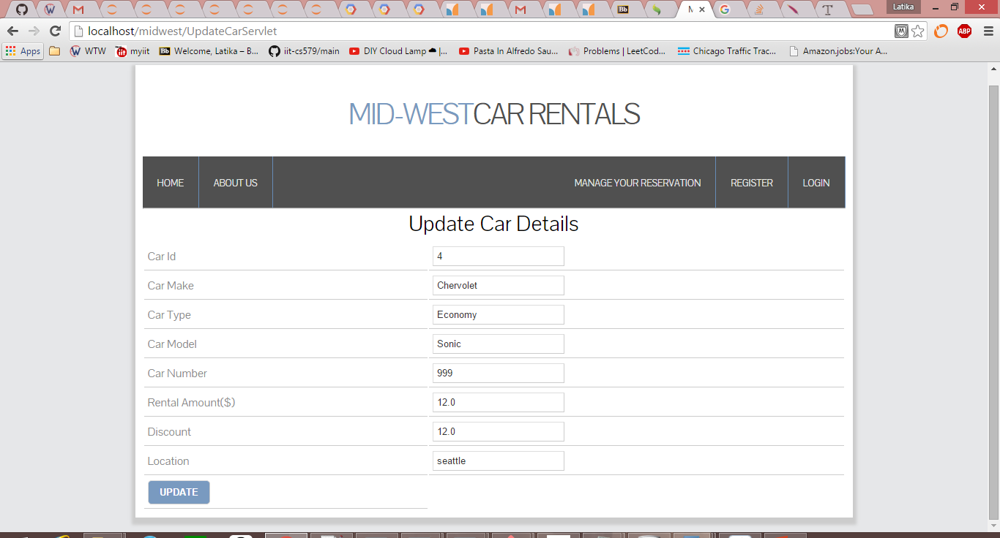 Latika
M
localhost/midwest/UpdateCarServlet
ABP
Apps WTW myiit Bb Welcome, Latika – B... iit-cs579/main DIY Cloud Lamp ☁ |... Pasta In Alfredo Sau... Problems | LeetCod... Chicago Traffic Trac... Amazon.jobs:Your A...
MID-WESTCAR RENTALS
HOME ABOUT US MANAGE YOUR RESERVATION REGISTER LOGIN
Update Car Details
Car Id 4
Car Make Chervolet
Car Type Economy
Car Model Sonic
Car Number 999
Rental Amount($) 12.0
Discount 12.0
Location seattle
UPDATE